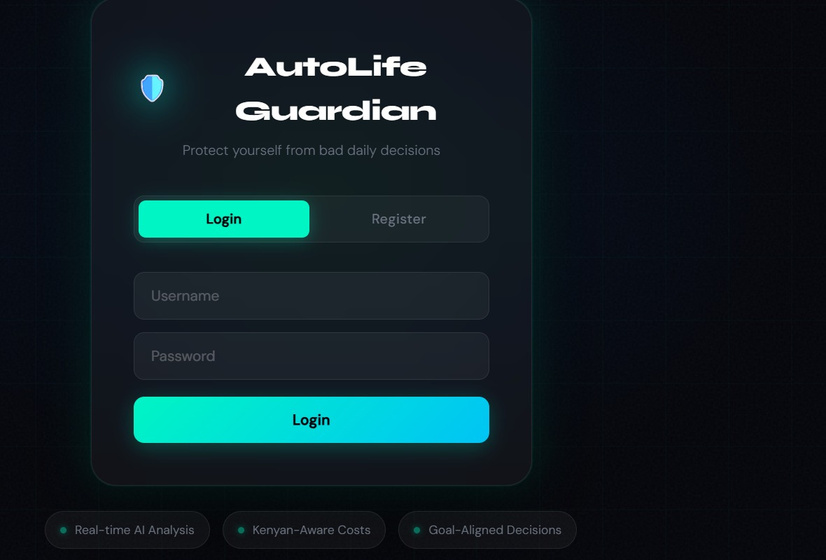 AutoLife
Guardian
Protect yourself from bad daily decisions
Login
Register
Username
Password
Login
Real-time AI Analysis
Kenyan-Aware Costs
Goal-Aligned Decisions